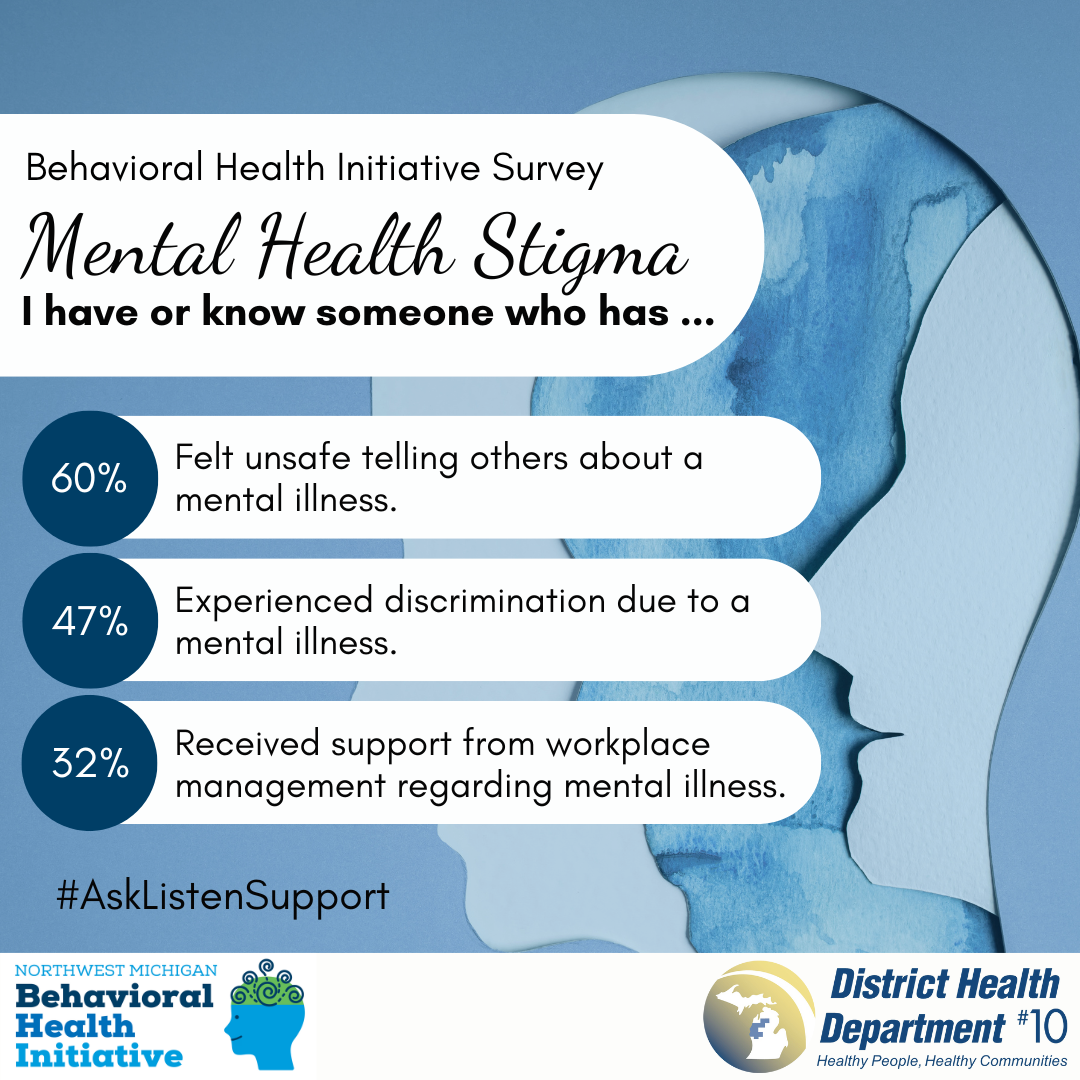 Behavioral Health Initiative Survey
Mental Health Stigma
I have or know someone who has ...
60%
Felt unsafe telling others about a
mental illness.
47%
Experienced discrimination due to a
mental illness.
32%
Received support from workplace
management regarding mental illness.
#AskListenSupport
NORTHWEST MICHIGAN
Behavioral
Health
Initiative
District Health
Department #10
Healthy People, Healthy Communities